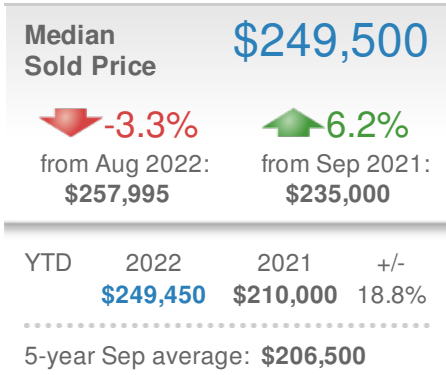 Median $249,500
Sold Price
-3.3% 6.2%
from Aug 2022: from Sep 2021:
$257,995 $235,000
YTD 2022 2021 +/-
$249,450 $210,000 18.8%
5-year Sep average: $206,500